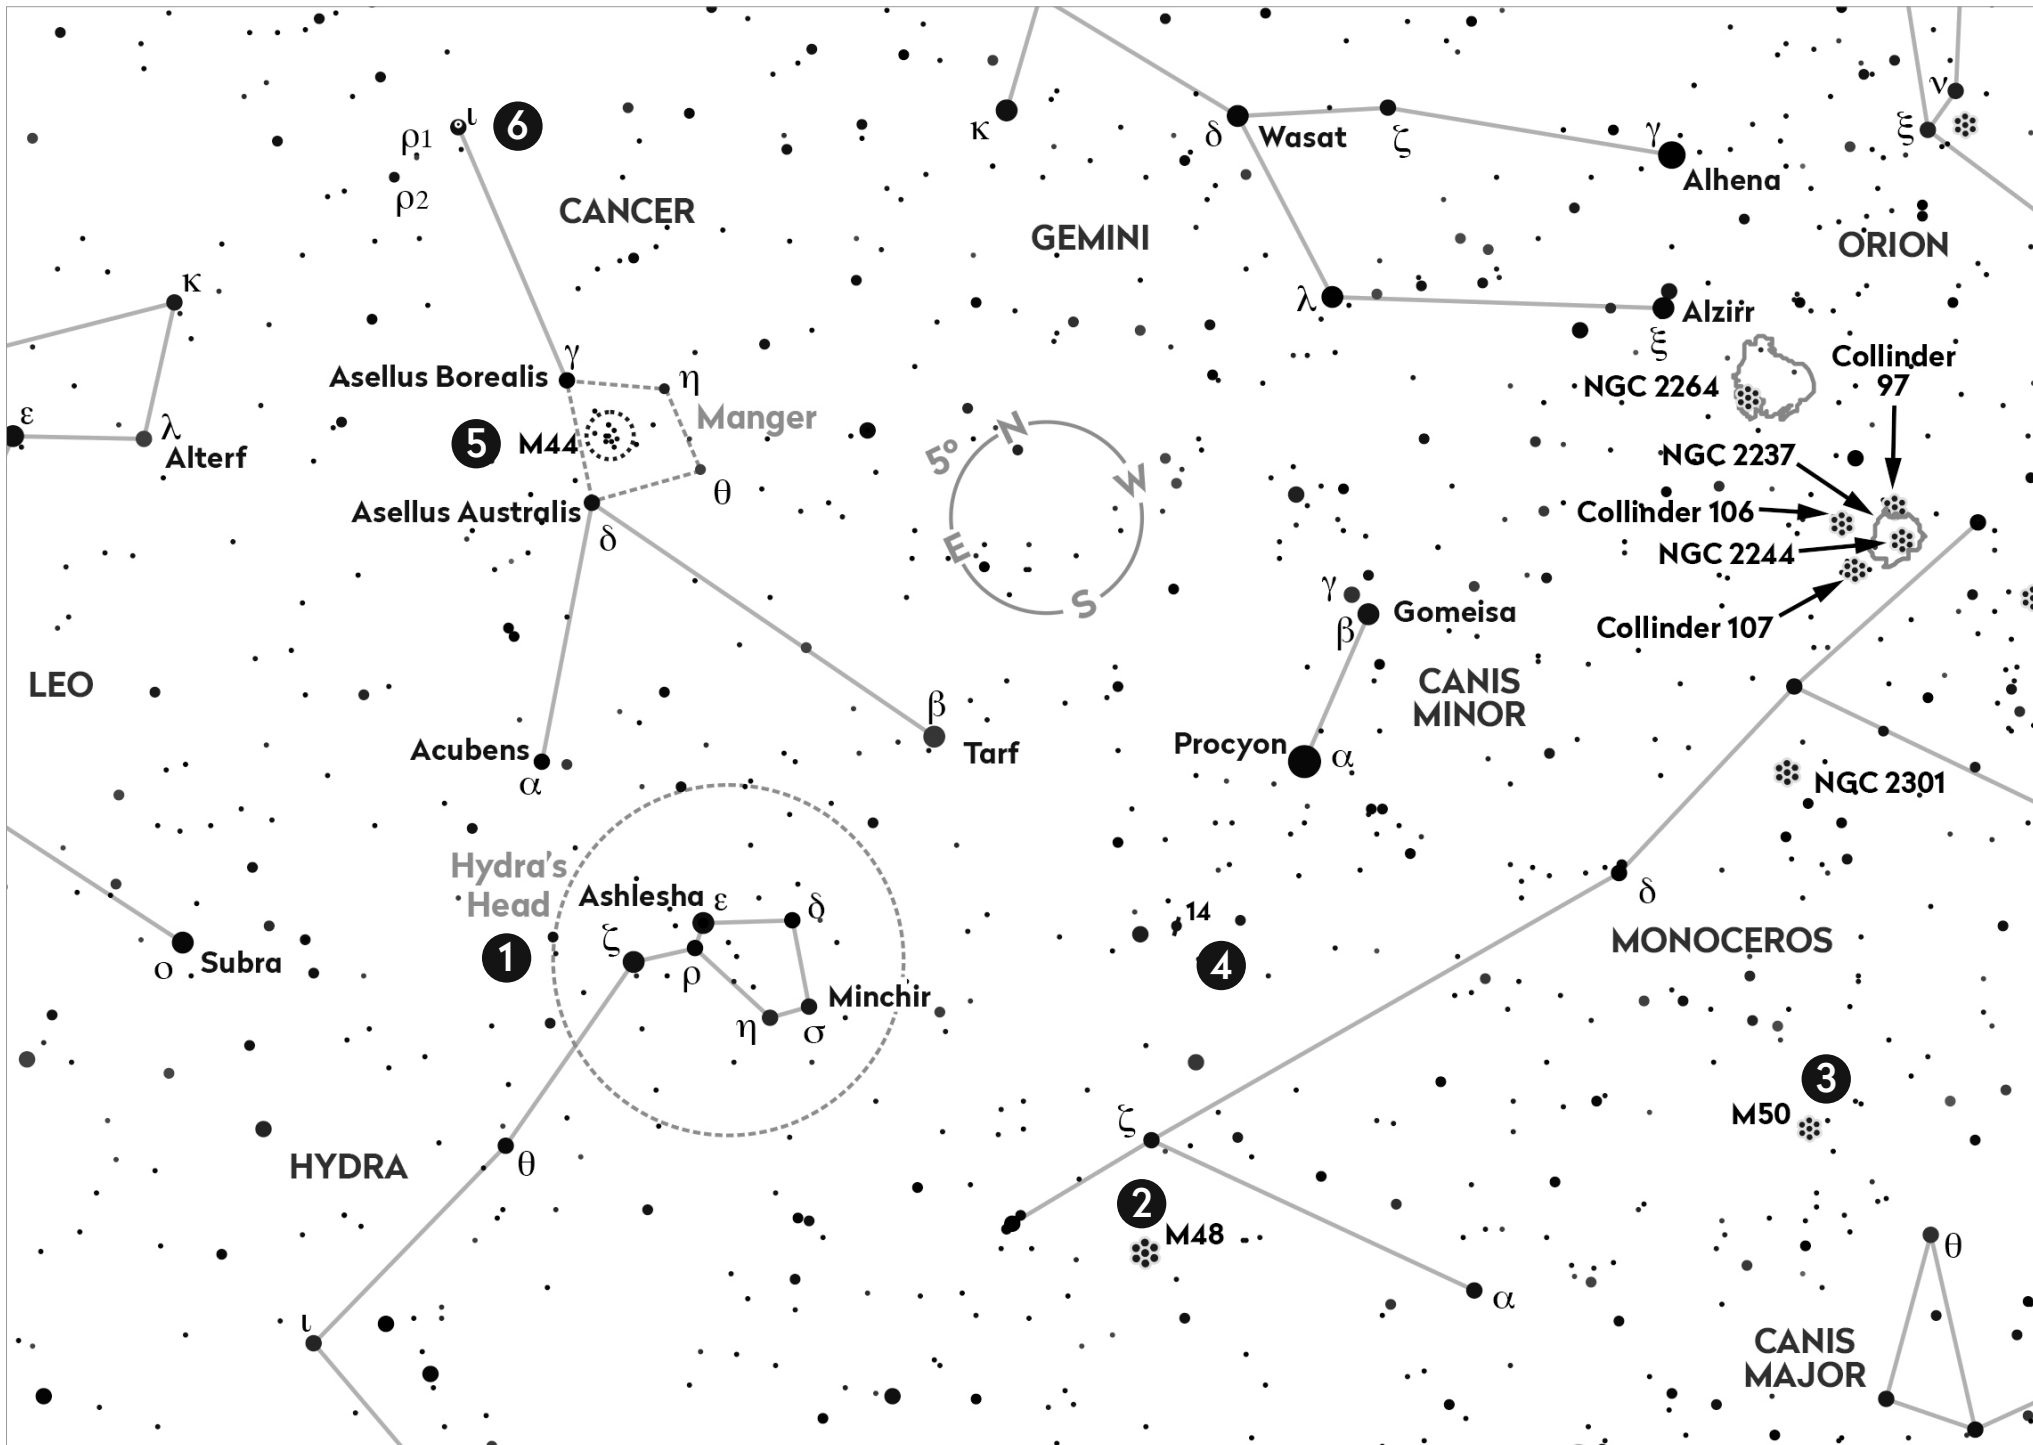 ι
6
ρ1
ρ2
CANCER
κ
δ
Wasat
ζ
γ
Alhena
ν
ξ
GEMINI
ORION
κ
λ
Alzirr
ξ
Asellus Borealis
γ
η
Manger
NGC 2264
Collinder
97
ε
λ
Alterf
5
M44
θ
5°
N
W
E
S
NGC 2237
Asellus Australis
δ
Collinder 106
NGC 2244
Collinder 107
γ
β
Gomeisa
LEO
CANIS
MINOR
β
Tarf
Acubens
α
Procyon
α
NGC 2301
Hydra's
Head
1
Ashlesha
ε
δ
ζ
ρ
Minchir
η
σ
ο
Subra
14
4
δ
MONOCEROS
3
M50
ζ
HYDRA
θ
2
M48
α
θ
ι
CANIS
MAJOR